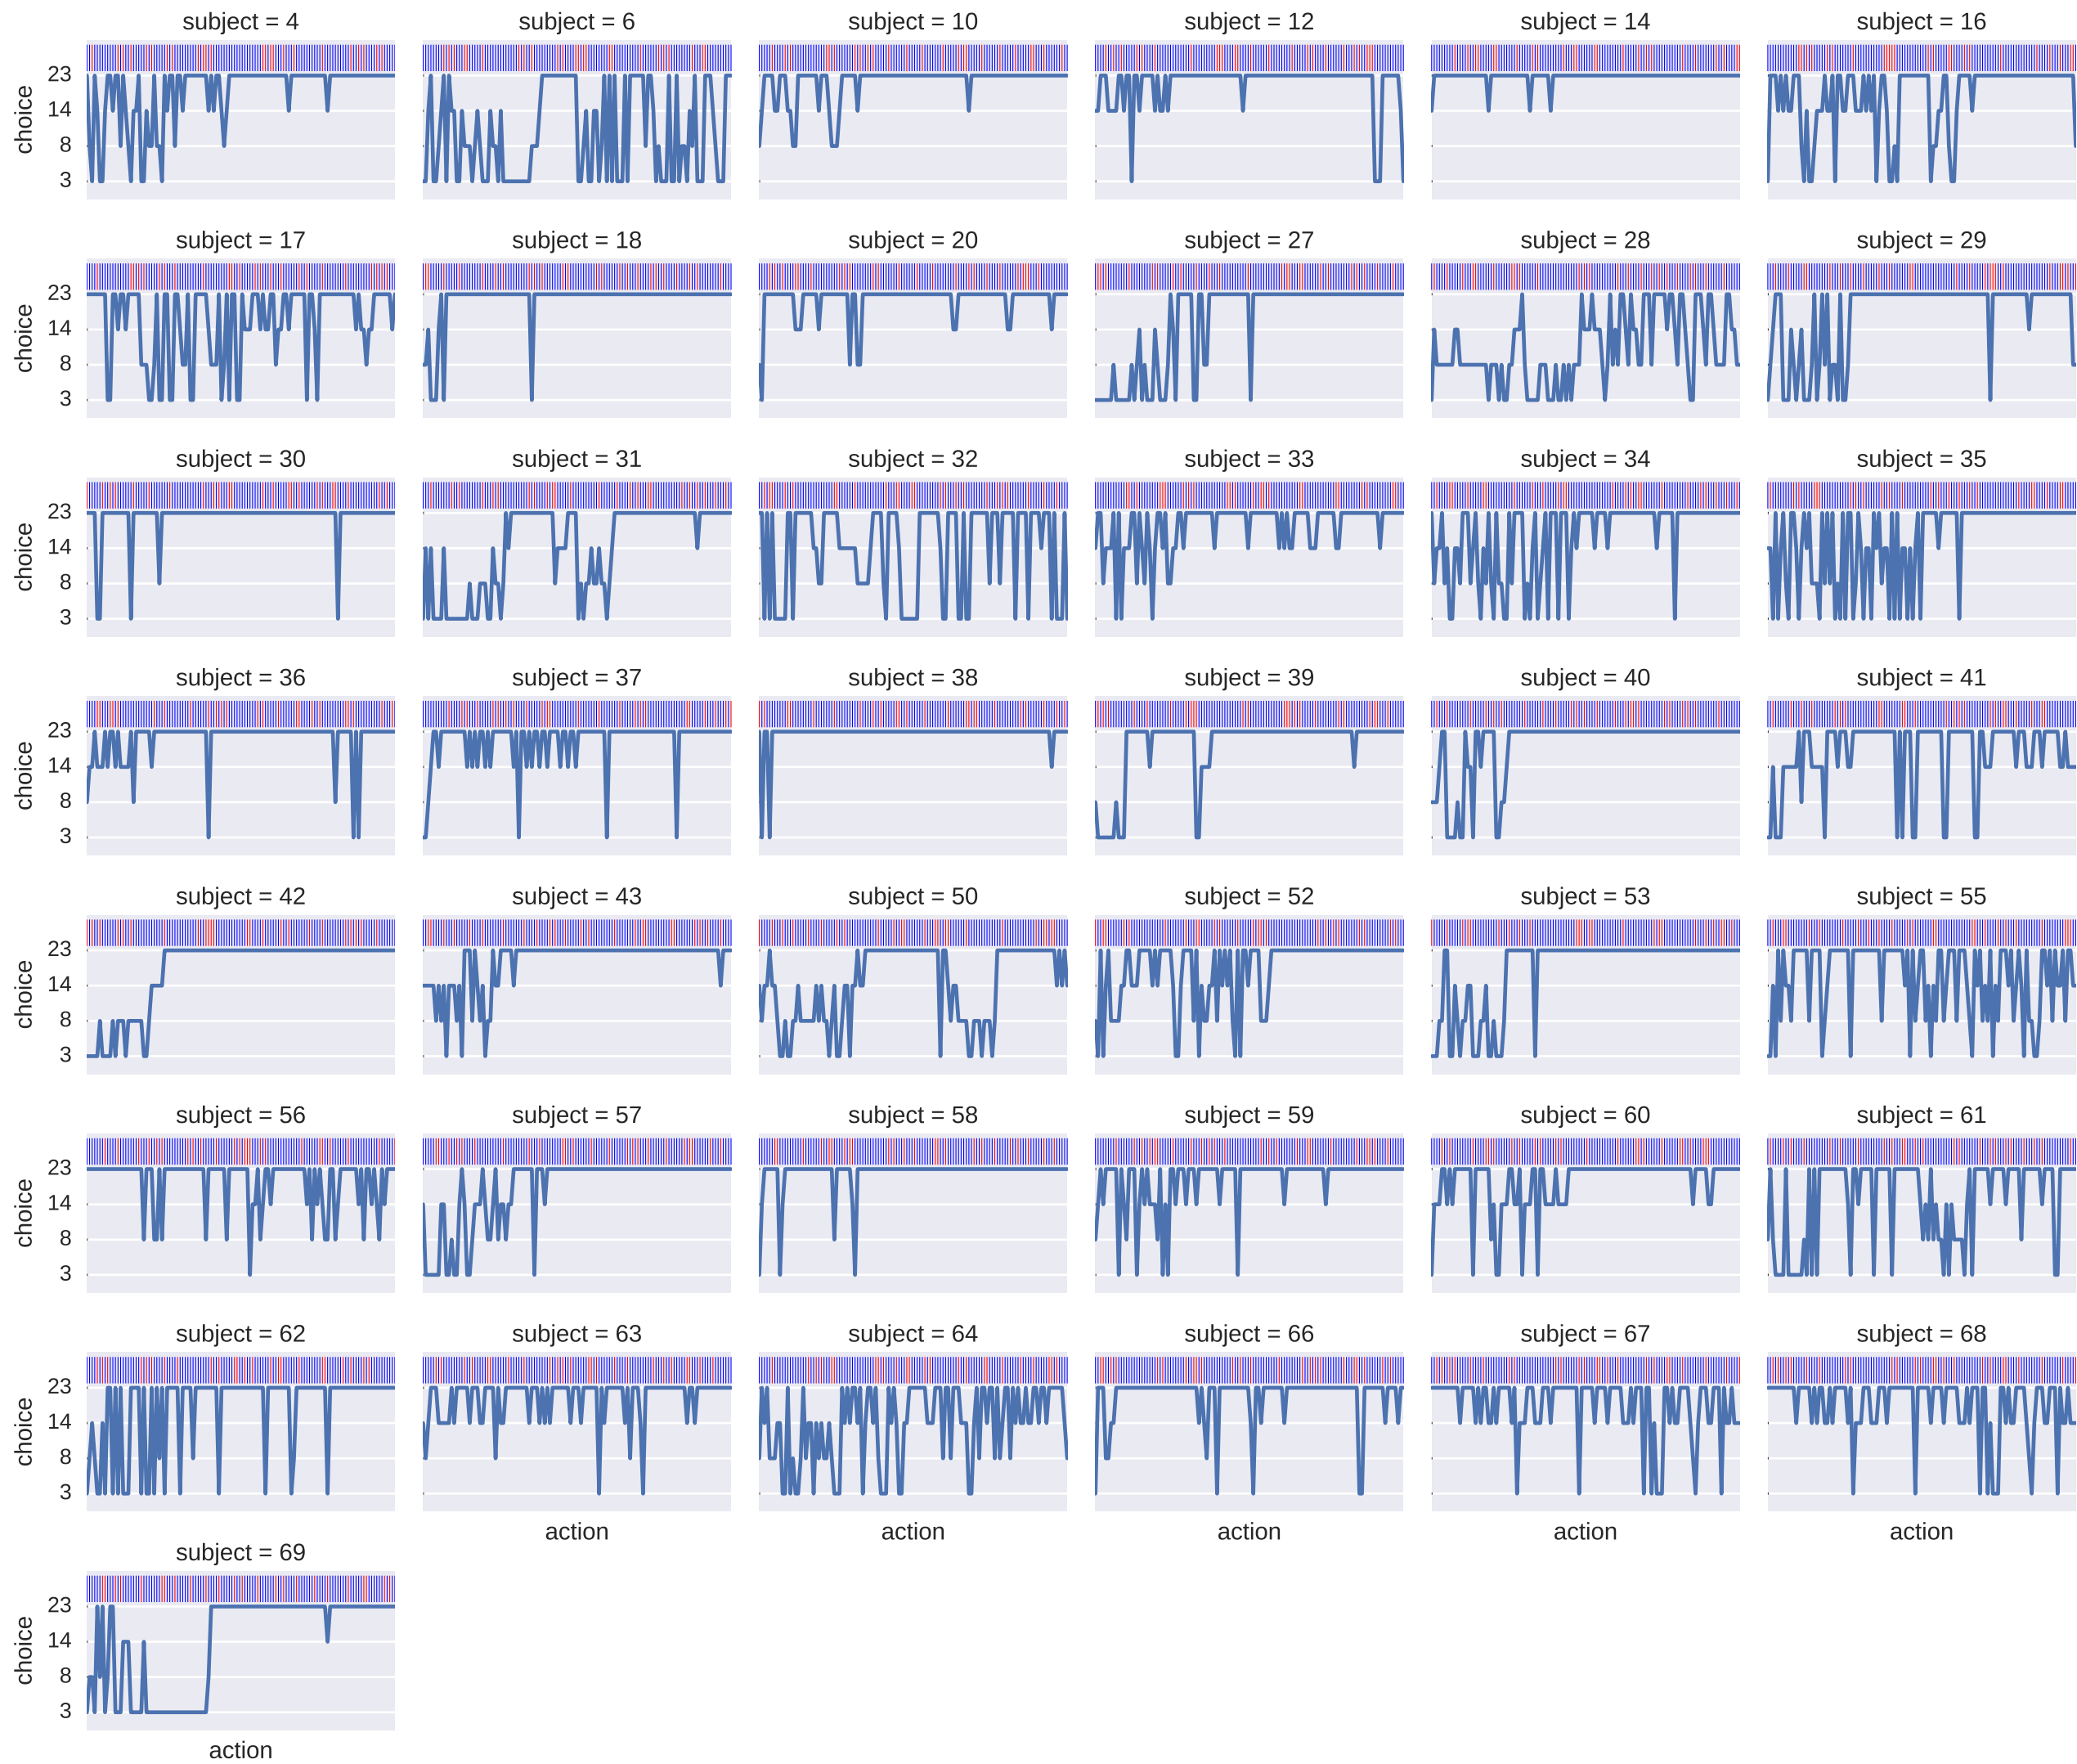 subject = 4 subject = 6 subject = 10 subject = 12 subject = 14 subject = 16
choice
23
14
8
3
subject = 17 subject = 18 subject = 20 subject = 27 subject = 28 subject = 29
choice
23
14
8
3
subject = 30 subject = 31 subject = 32 subject = 33 subject = 34 subject = 35
choice
23
14
8
3
subject = 36 subject = 37 subject = 38 subject = 39 subject = 40 subject = 41
choice
23
14
8
3
subject = 42 subject = 43 subject = 50 subject = 52 subject = 53 subject = 55
choice
23
14
8
3
subject = 56 subject = 57 subject = 58 subject = 59 subject = 60 subject = 61
choice
23
14
8
3
subject = 62 subject = 63 subject = 64 subject = 66 subject = 67 subject = 68
choice
23
14
8
3
action action action action action
subject = 69
choice
23
14
8
3
action